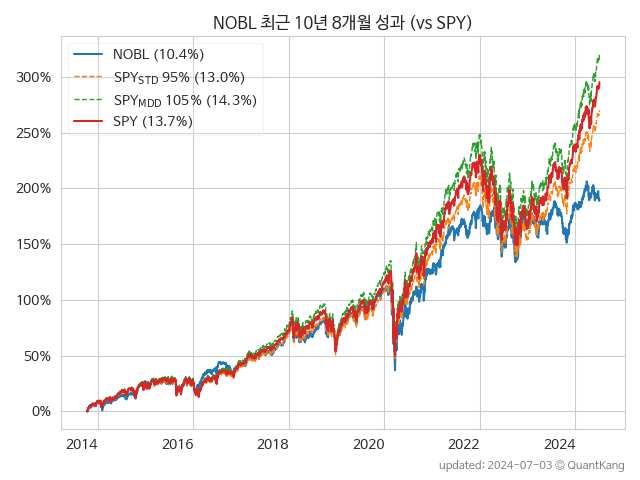 NOBL 최근 10년 8개월 성과 (vs SPY)
NOBL (10.4%)
SPYSTD 95% (13.0%)
SPYMDD 105% (14.3%)
SPY (13.7%)
300%
250%
200%
150%
100%
50%
0%
2014 2016 2018 2020 2022 2024
updated: 2024-07-03 © QuantKang